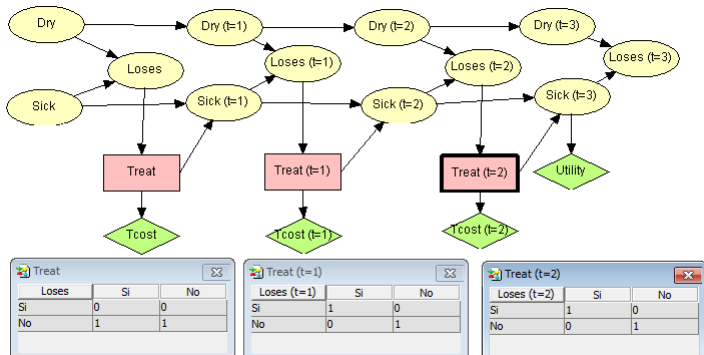 Dry
Dry (t=1)
Dry (t=2)
Dry (t=3)
Loses
Loses (t=1)
Loses (t=2)
Loses (t=3)
Sick
Sick (t=1)
Sick (t=2)
Sick (t=3)
Treat
Treat (t=1)
Treat (t=2)
Utility
Tcost
Tcost (t=1)
Tcost (t=2)
Treat
Loses Si No
Si 0 0
No 1 1
Treat (t=1)
Loses (t=1) Si No
Si 1 0
No 0 1
Treat (t=2)
Loses (t=2) Si No
Si 1 0
No 0 1